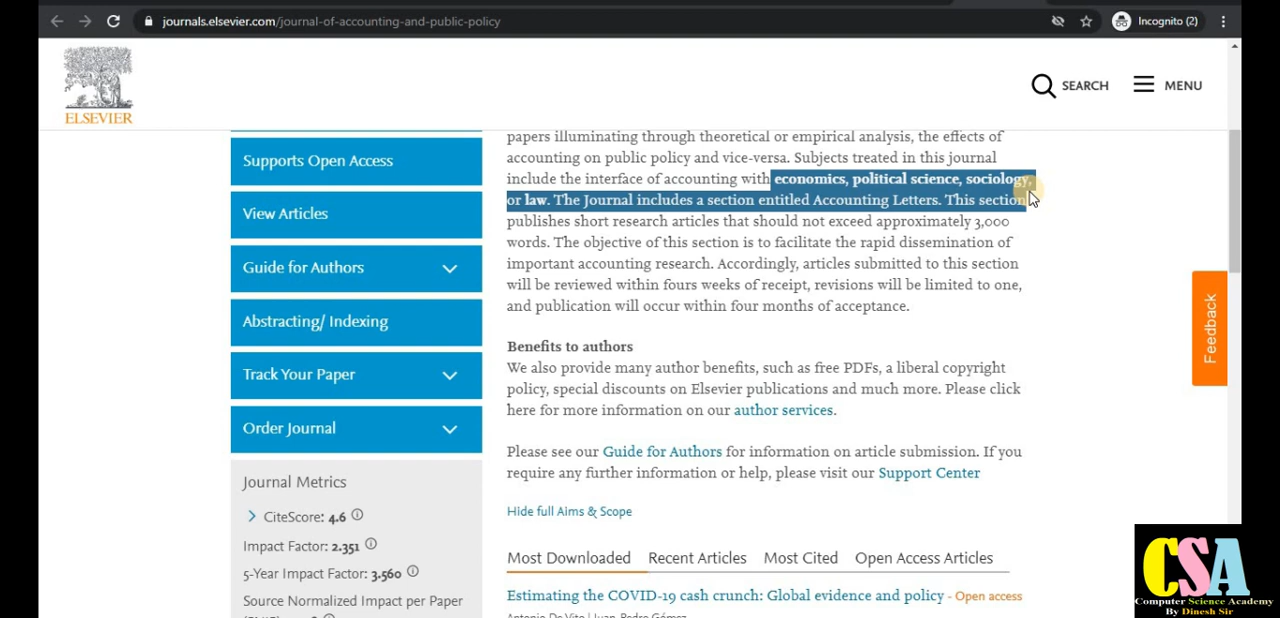 journals.elsevier.com/journal-of-accounting-and-public-policy
Incognito (2)
ELSEVIER
SEARCH
MENU
Supports Open Access
View Articles
Guide for Authors
Abstracting/ Indexing
Track Your Paper
Order Journal
Journal Metrics
CiteScore: 4.6
Impact Factor: 2.351
5-Year Impact Factor: 3.560
Source Normalized Impact per Paper
papers illuminating through theoretical or empirical analysis, the effects of
accounting on public policy and vice-versa. Subjects treated in this journal
include the interface of accounting with economics, political science, sociology,
or law. The Journal includes a section entitled Accounting Letters. This section
publishes short research articles that should not exceed approximately 3,000
words. The objective of this section is to facilitate the rapid dissemination of
important accounting research. Accordingly, articles submitted to this section
will be reviewed within fours weeks of receipt, revisions will be limited to one,
and publication will occur within four months of acceptance.
Benefits to authors
We also provide many author benefits, such as free PDFs, a liberal copyright
policy, special discounts on Elsevier publications and much more. Please click
here for more information on our author services.
Please see our Guide for Authors for information on article submission. If you
require any further information or help, please visit our Support Center
Hide full Aims & Scope
Most Downloaded Recent Articles Most Cited Open Access Articles
Estimating the COVID-19 cash crunch: Global evidence and policy - Open access
Antonio De Vito | Juan-Pedro Gómez
Feedback
CSA
Computer Science Academy
By Dinesh Sir